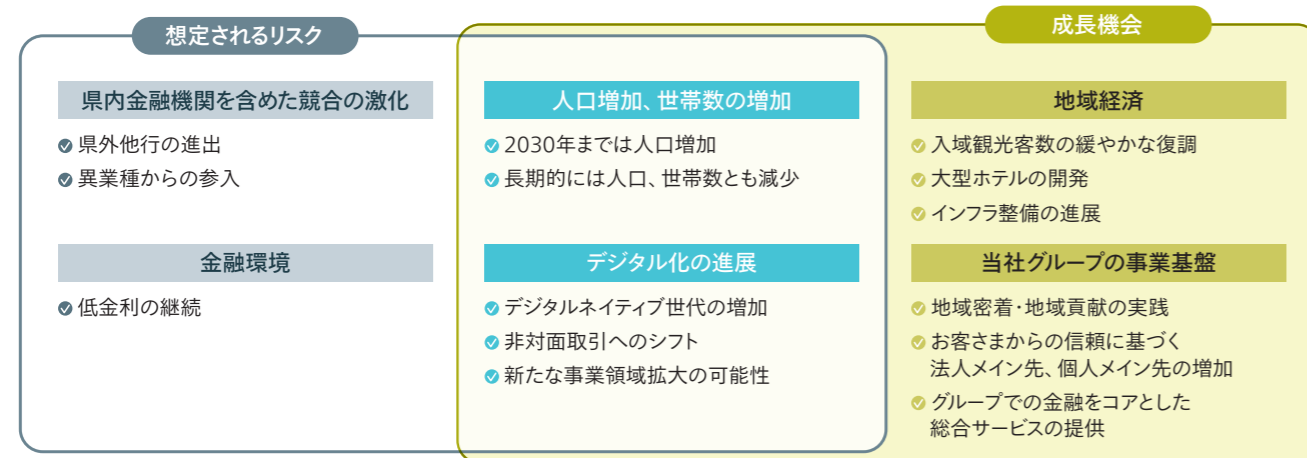 想定されるリスク
県内金融機関を含めた競合の激化
県外他行の進出
異業種からの参入
金融環境
低金利の継続
人口増加、世帯数の増加
2030年までは人口増加
長期的には人口、世帯数とも減少
デジタル化の進展
デジタルネイティブ世代の増加
非対面取引へのシフト
新たな事業領域拡大の可能性
成長機会
地域経済
入域観光客数の緩やかな復調
大型ホテルの開発
インフラ整備の進展
当社グループの事業基盤
地域密着・地域貢献の実践
お客さまからの信頼に基づく
法人メイン先、個人メイン先の増加
グループでの金融をコアとした
総合サービスの提供